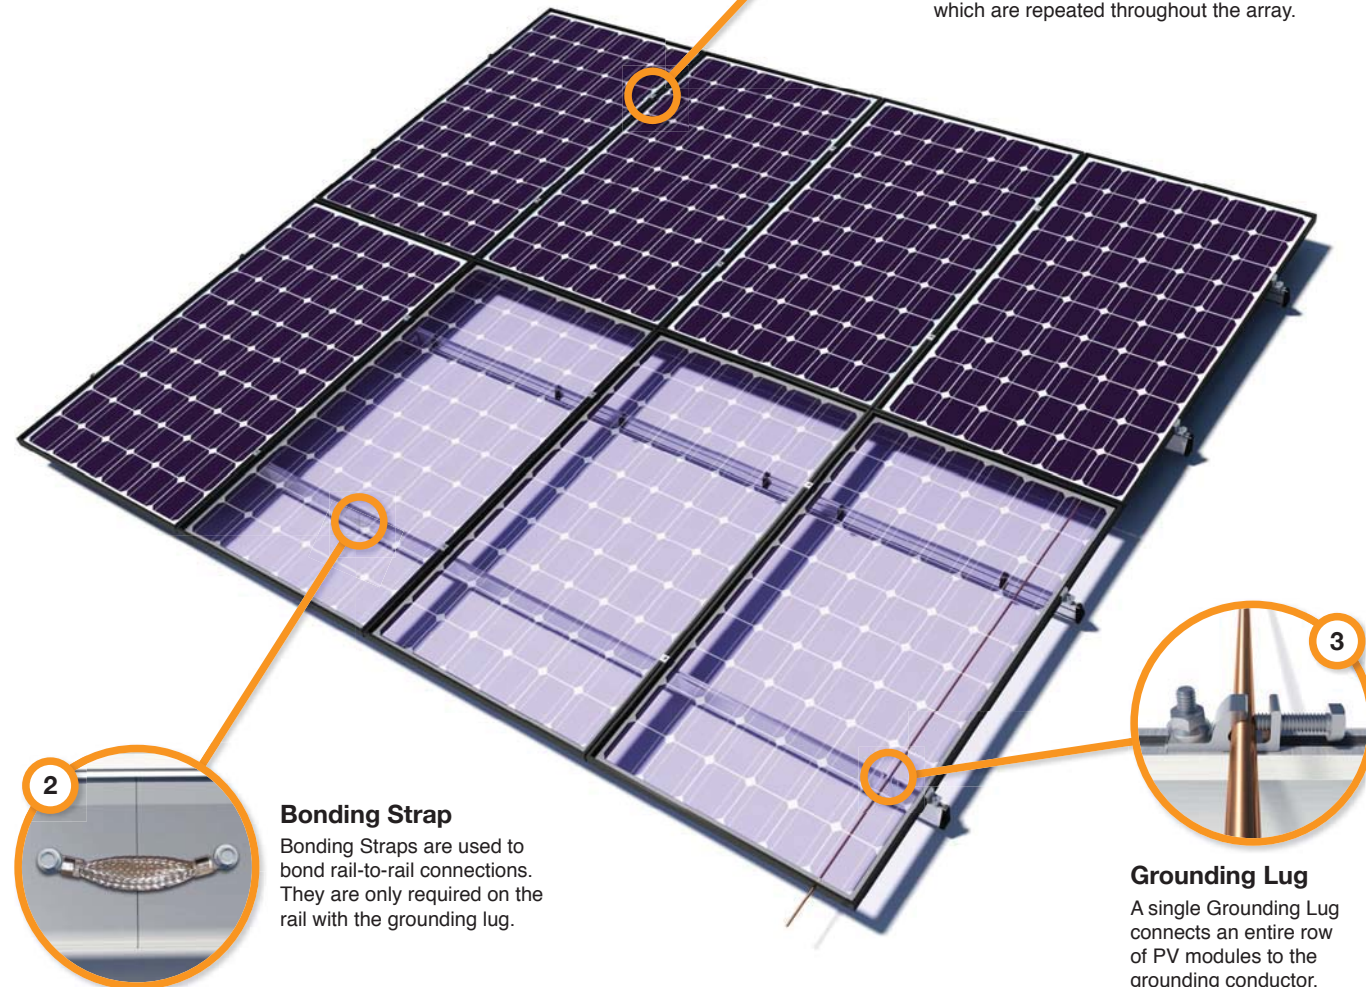 which are repeated throughout the array.
2
Bonding Strap
Bonding Straps are used to
bond rail-to-rail connections.
They are only required on the
rail with the grounding lug.
3
Grounding Lug
A single Grounding Lug
connects an entire row
of PV modules to the
grounding conductor.